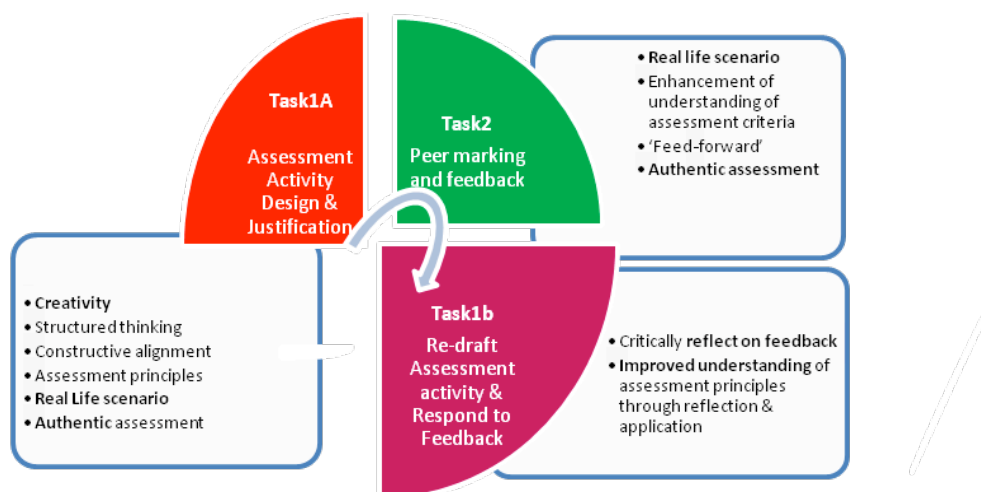 Task1A
Assessment
Activity
Design &
Justification
Task2
Peer marking
and feedback
• Real life scenario
• Enhancement of
understanding of
assessment criteria
• ‘Feed-forward’
• Authentic assessment
• Creativity
• Structured thinking
• Constructive alignment
• Assessment principles
• Real Life scenario
• Authentic assessment
Task1b
Re-draft
Assessment
activity &
Respond to
Feedback
• Critically reflect on feedback
• Improved understanding of
assessment principles
through reflection &
application